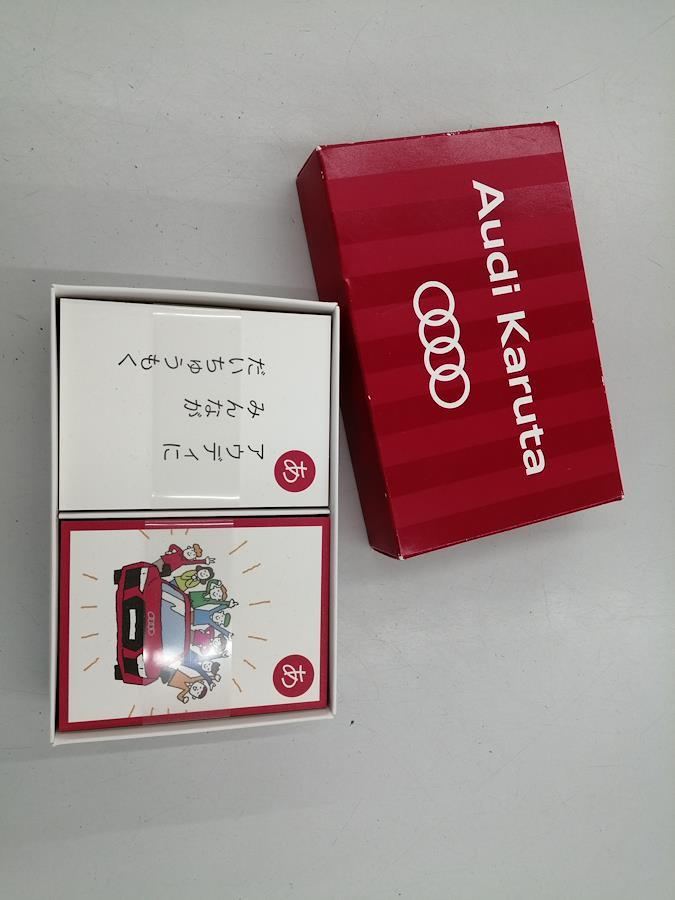 Audi Karuta
あ
アウディに
みんなが
だいちゅうもく
あ